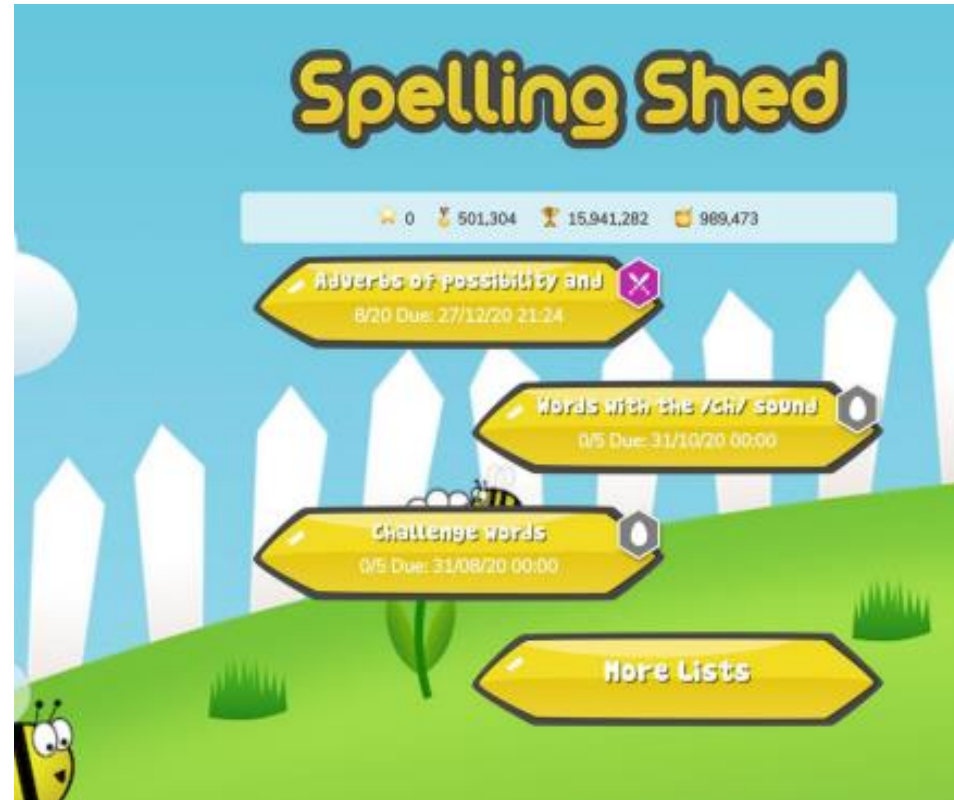 Spelling Shed
0 501,304 15,941,282 989,473
Adverbs of possibility and
8/20 Due: 27/12/20 21:24
Words with the /ch/ sound
0/5 Due: 31/10/20 00:00
Challenge words
0/5 Due: 31/08/20 00:00
More Lists